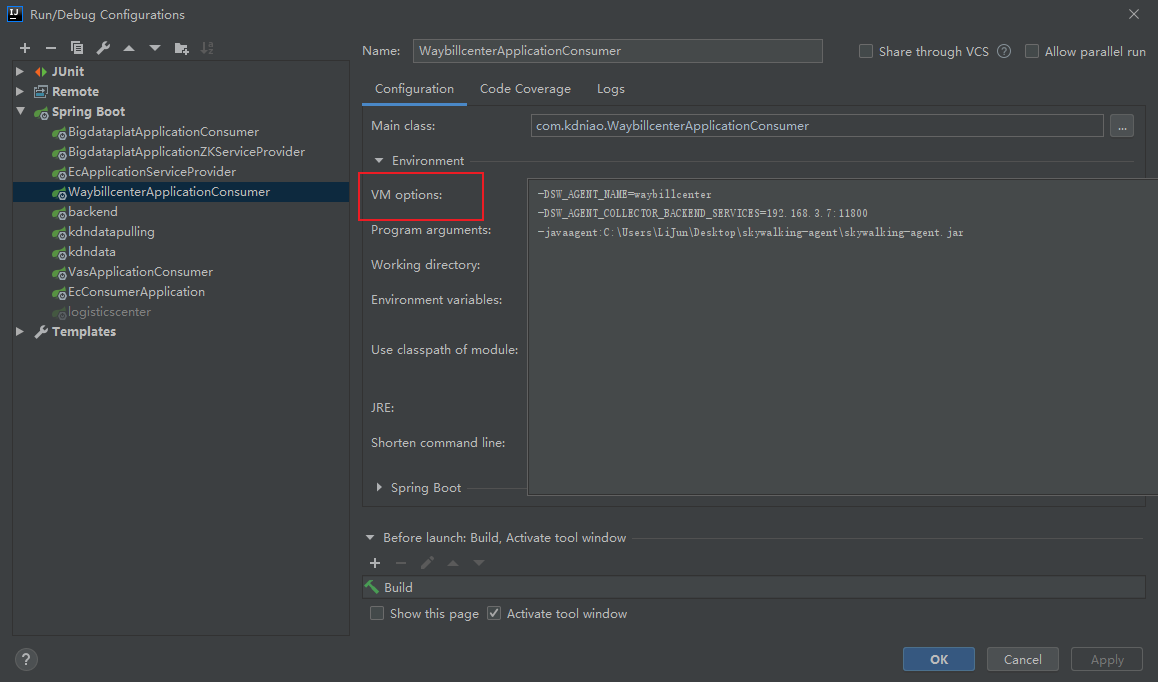 Run/Debug Configurations
Name: WaybillcenterApplicationConsumer
Share through VCS ?
Allow parallel run
JUnit
Remote
Spring Boot
BigdataplatApplicationConsumer
BigdataplatApplicationZKServiceProvider
EcApplicationServiceProvider
WaybillcenterApplicationConsumer
backend
kdndatapulling
kdndata
VasApplicationConsumer
EcConsumerApplication
logisticscenter
Templates
Configuration
Code Coverage
Logs
Main class: com.kdniao.WaybillcenterApplicationConsumer ...
Environment
VM options:
-DSW_AGENT_NAME=waybillcenter
-DSW_AGENT_COLLECTOR_BACKEND_SERVICES=192.168.3.7:11800
-javaagent:C:\Users\LiJun\Desktop\skywalking-agent\skywalking-agent.jar
Program arguments:
Working directory:
Environment variables:
Use classpath of module:
JRE:
Shorten command line:
Spring Boot
Before launch: Build, Activate tool window
Build
Show this page
Activate tool window
?
OK
Cancel
Apply